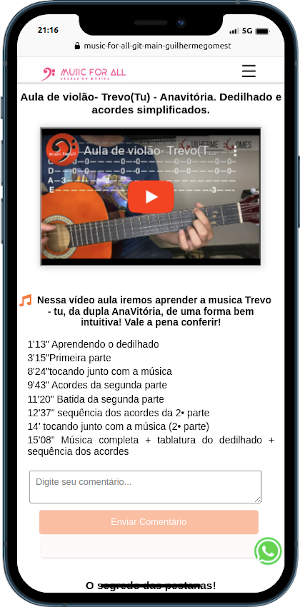 21:16
5G
music-for-all-git-main-guilhermegomest
MUSIC FOR ALL
Aula de violão- Trevo(Tu) - Anavitória. Dedilhado e
acordes simplificados.
Aula de violão- Trevo(T...
Nessa vídeo aula iremos aprender a musica Trevo
- tu, da dupla AnaVitória, de uma forma bem
intuitiva! Vale a pena conferir!
1'13" Aprendendo o dedilhado
3'15"Primeira parte
8'24"tocando junto com a música
9'43" Acordes da segunda parte
11'20" Batida da segunda parte
12'37" sequência dos acordes da 2• parte
14' tocando junto com a música (2• parte)
15'08" Música completa + tablatura do dedilhado +
sequência dos acordes
Digite seu comentário...
Enviar Comentário
O segredo das pestanas!